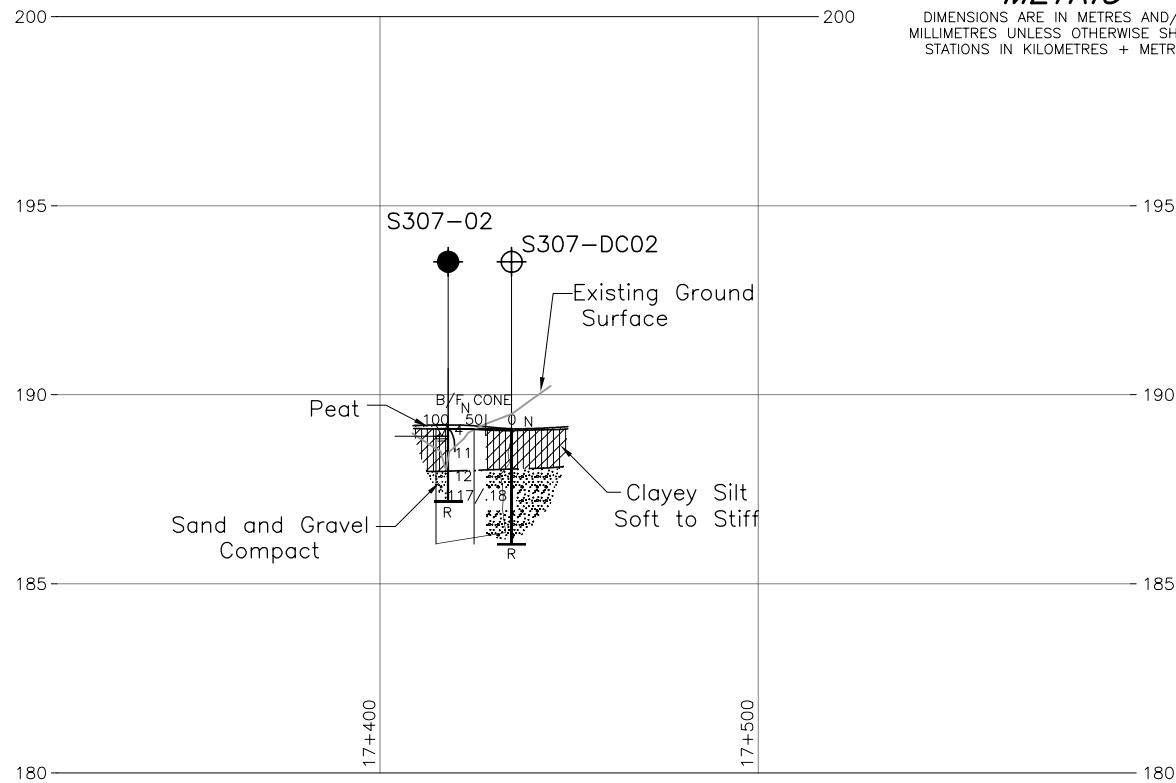 METRIC
DIMENSIONS ARE IN METRES AND/
MILLIMETRES UNLESS OTHERWISE SH
STATIONS IN KILOMETRES + METR
200
200
195
195
S307-02
S307-DC02
Existing Ground
Surface
190
190
B/F
N
CONE
Peat
100
50
0
N
4
11
12
117/.18
R
R
Clayey Silt
Soft to Stiff
Sand and Gravel
Compact
185
185
17+400
17+500
180
180